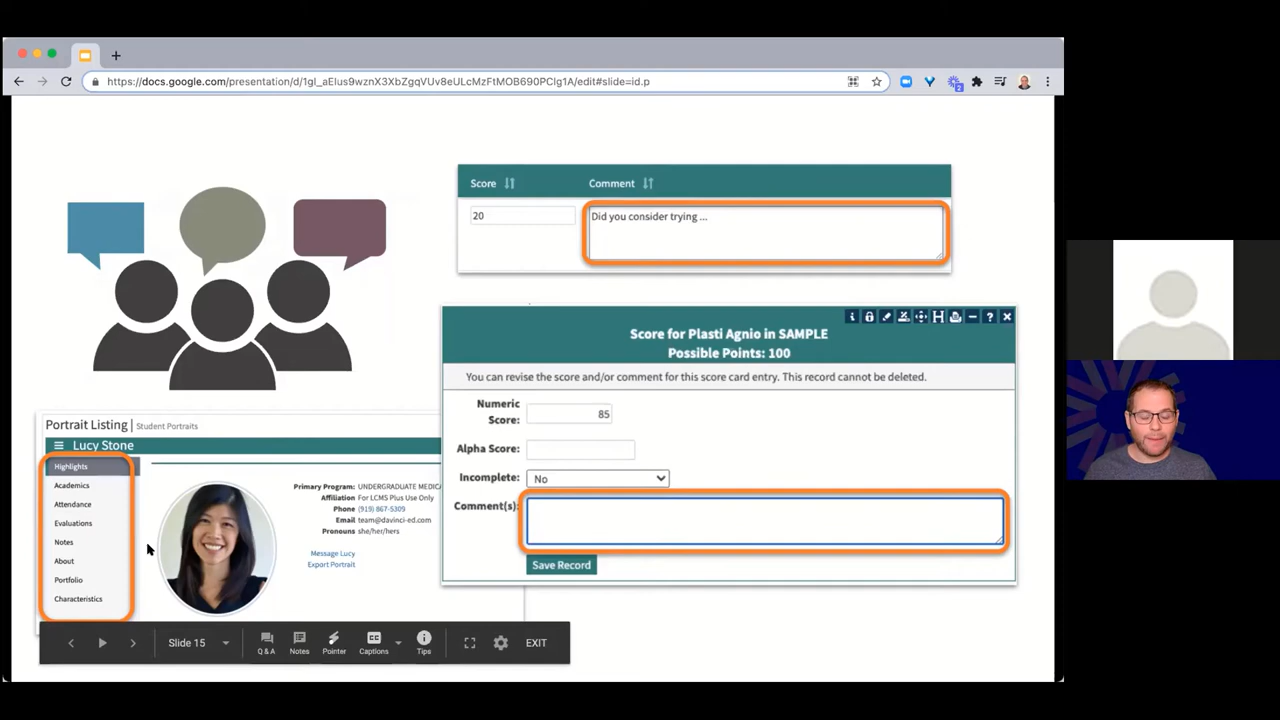 https://docs.google.com/presentation/d/1gl_aElus9wznX3XbZgqVUv8eULcMzFtMOB690PClg1A/edit#slide=id.p
2
Score
Comment
20
Did you consider trying ...
Score for Plasti Agnio in SAMPLE
Possible Points: 100
You can revise the score and/or comment for this score card entry. This record cannot be deleted.
Numeric
Score:
85
Alpha Score:
Incomplete:
No
Comment(s):
Save Record
Portrait Listing | Student Portraits
Lucy Stone
Highlights
Academics
Attendance
Evaluations
Notes
About
Portfolio
Characteristics
Primary Program: UNDERGRADUATE MEDICA
Affiliation For LCMS Plus Use Only
Phone (919) 867-5309
Email team@davinci-ed.com
Pronouns she/her/hers
Message Lucy
Export Portrait
Slide 15
Q & A
Notes
Pointer
CC
Captions
Tips
EXIT